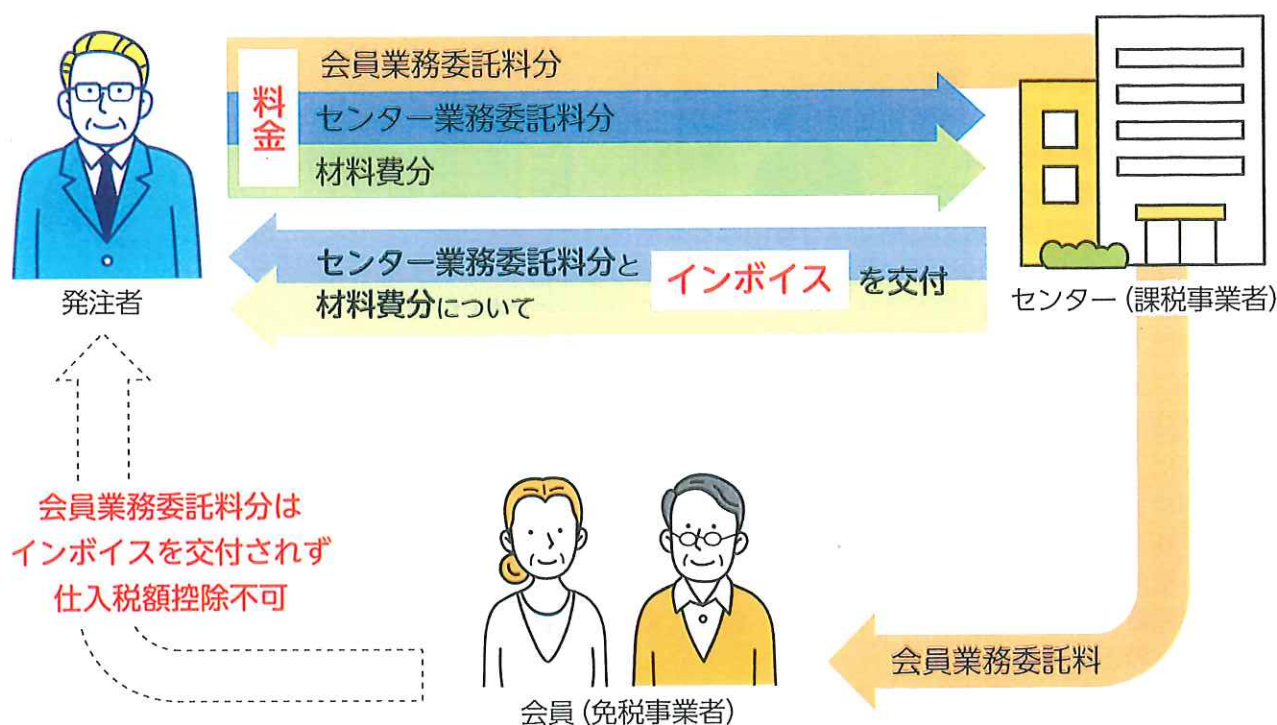 会員業務委託料分
料金
センター業務委託料分
材料費分
センター業務委託料分と
材料費分について
インボイス
を交付
発注者
センター(課税事業者)
会員業務委託料分は
インボイスを交付されず
仕入税額控除不可
会員業務委託料
会員(免税事業者)